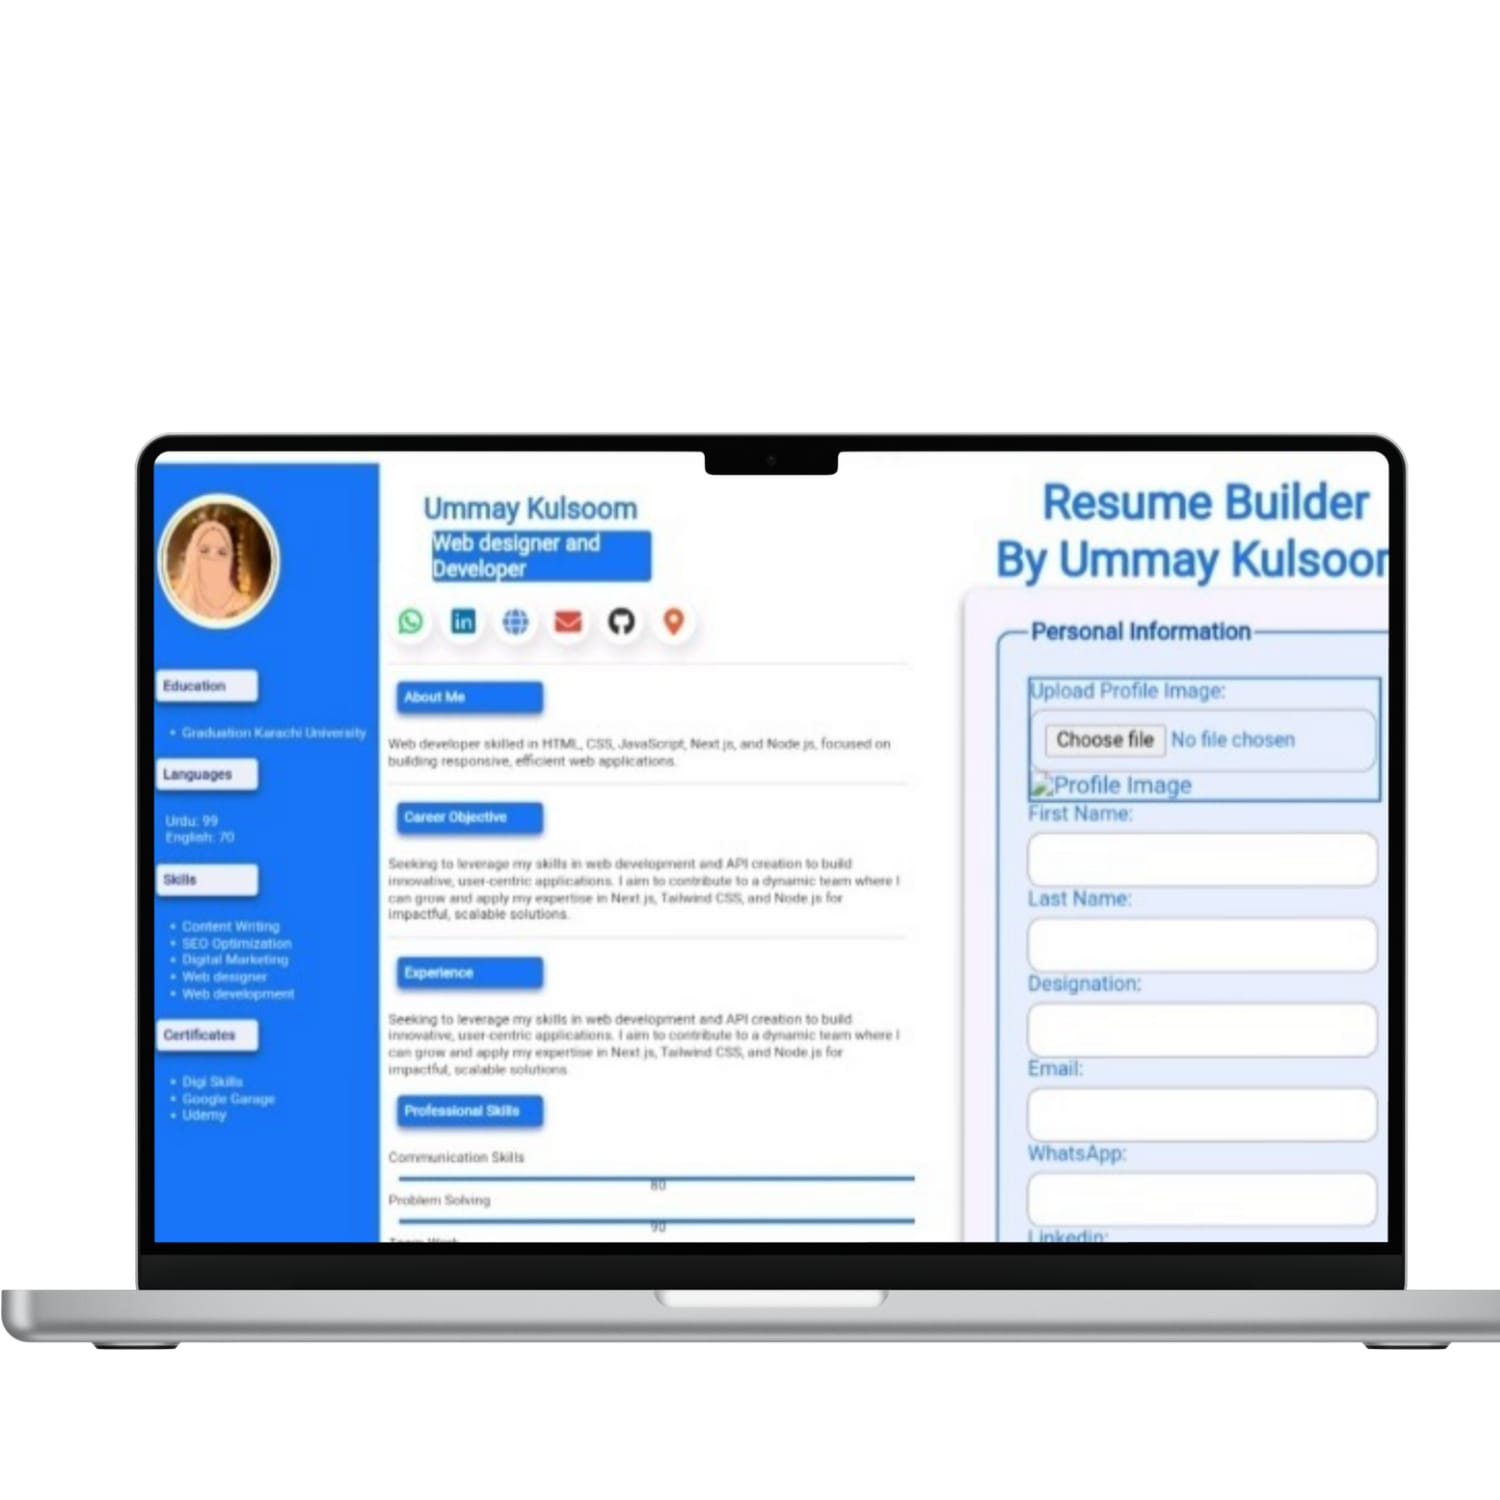 Education
• Graduation Karachi University
Languages
Urdu: 99
English: 70
Skills
• Content Writing
• SEO Optimization
• Digital Marketing
• Web designer
• Web development
Certificates
• Digi Skills
• Google Garage
• Udemy
Ummay Kulsoom
Web designer and
Developer
in
About Me
Web developer skilled in HTML, CSS, JavaScript, Next.js, and Node.js, focused on
building responsive, efficient web applications.
Career Objective
Seeking to leverage my skills in web development and API creation to build
innovative, user-centric applications. I aim to contribute to a dynamic team where I
can grow and apply my expertise in Next.js, Tailwind CSS, and Node.js for
impactful, scalable solutions.
Experience
Seeking to leverage my skills in web development and API creation to build
innovative, user-centric applications. I aim to contribute to a dynamic team where I
can grow and apply my expertise in Next.js, Tailwind CSS, and Node.js for
impactful, scalable solutions.
Professional Skills
Communication Skills
80
Problem Solving
90
Team Work
Resume Builder
By Ummay Kulsoor
Personal Information
Upload Profile Image:
Choose file No file chosen
Profile Image
First Name:
Last Name:
Designation:
Email:
WhatsApp:
Linkedin: